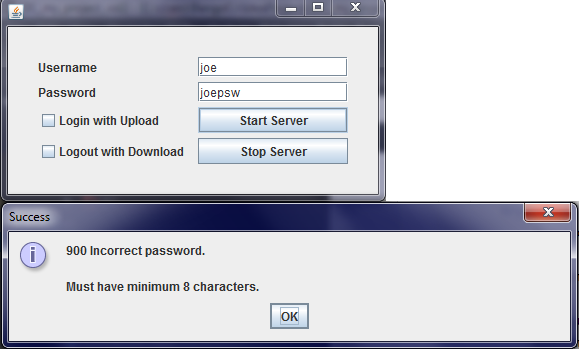 Username
joe
Password
joepsw
Login with Upload
Start Server
Logout with Download
Stop Server
Success
900 Incorrect password.
Must have minimum 8 characters.
OK